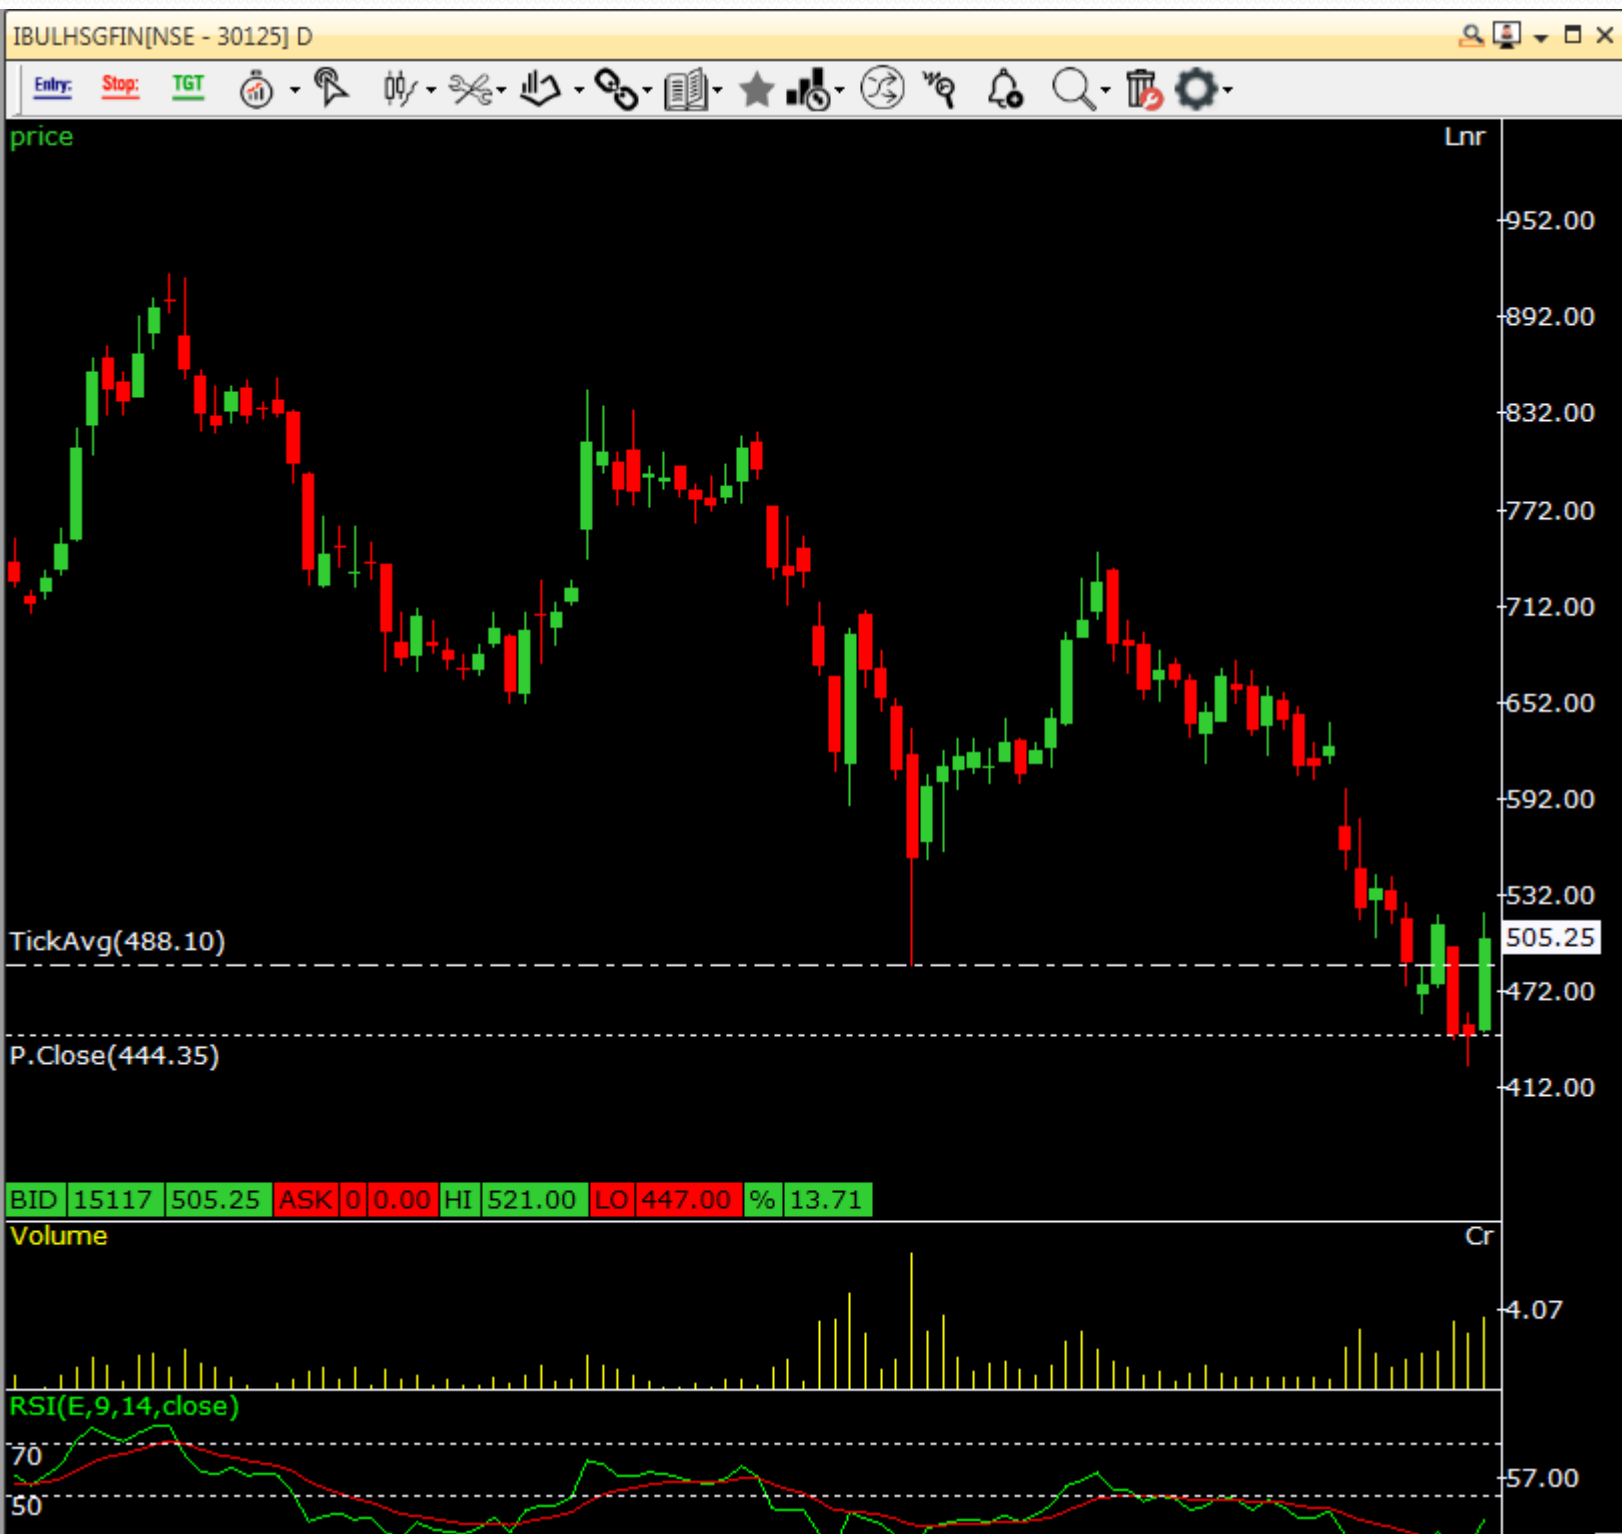 IBULHSGFIN[NSE - 30125] D
Entry: Stop: TGT
price Lnr
952.00
892.00
832.00
772.00
712.00
652.00
592.00
532.00
TickAvg(488.10) 505.25
472.00
P.Close(444.35)
412.00
BID 15117 505.25 ASK 0 0.00 HI 521.00 LO 447.00 % 13.71
Volume Cr
4.07
RSI(E,9,14,close)
70
57.00
50